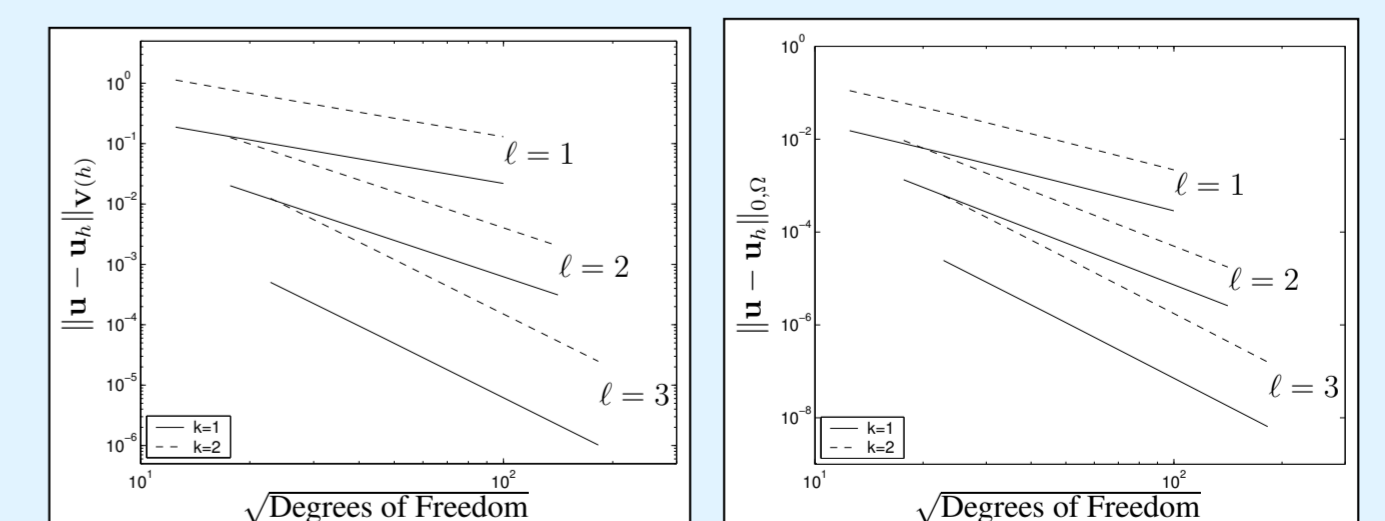 ‖u − u_h‖_V(h)
10^0
10^−1
10^−2
10^−3
10^−4
10^−5
10^−6
ℓ = 1
ℓ = 2
ℓ = 3
k=1
k=2
10^1
10^2
√Degrees of Freedom
‖u − u_h‖_0,Ω
10^0
10^−2
10^−4
10^−6
10^−8
ℓ = 1
ℓ = 2
ℓ = 3
k=1
k=2
10^1
10^2
√Degrees of Freedom